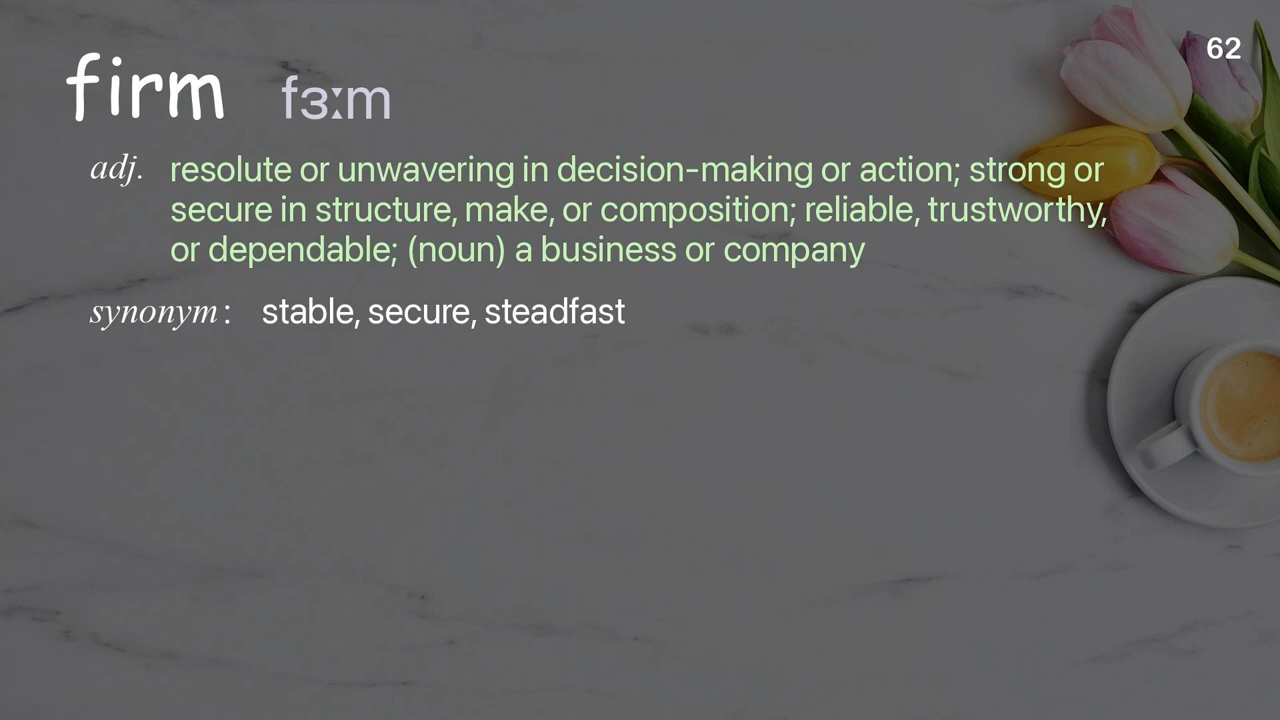 62
firm fɜːm
adj. resolute or unwavering in decision-making or action; strong or
secure in structure, make, or composition; reliable, trustworthy,
or dependable; (noun) a business or company
synonym: stable, secure, steadfast